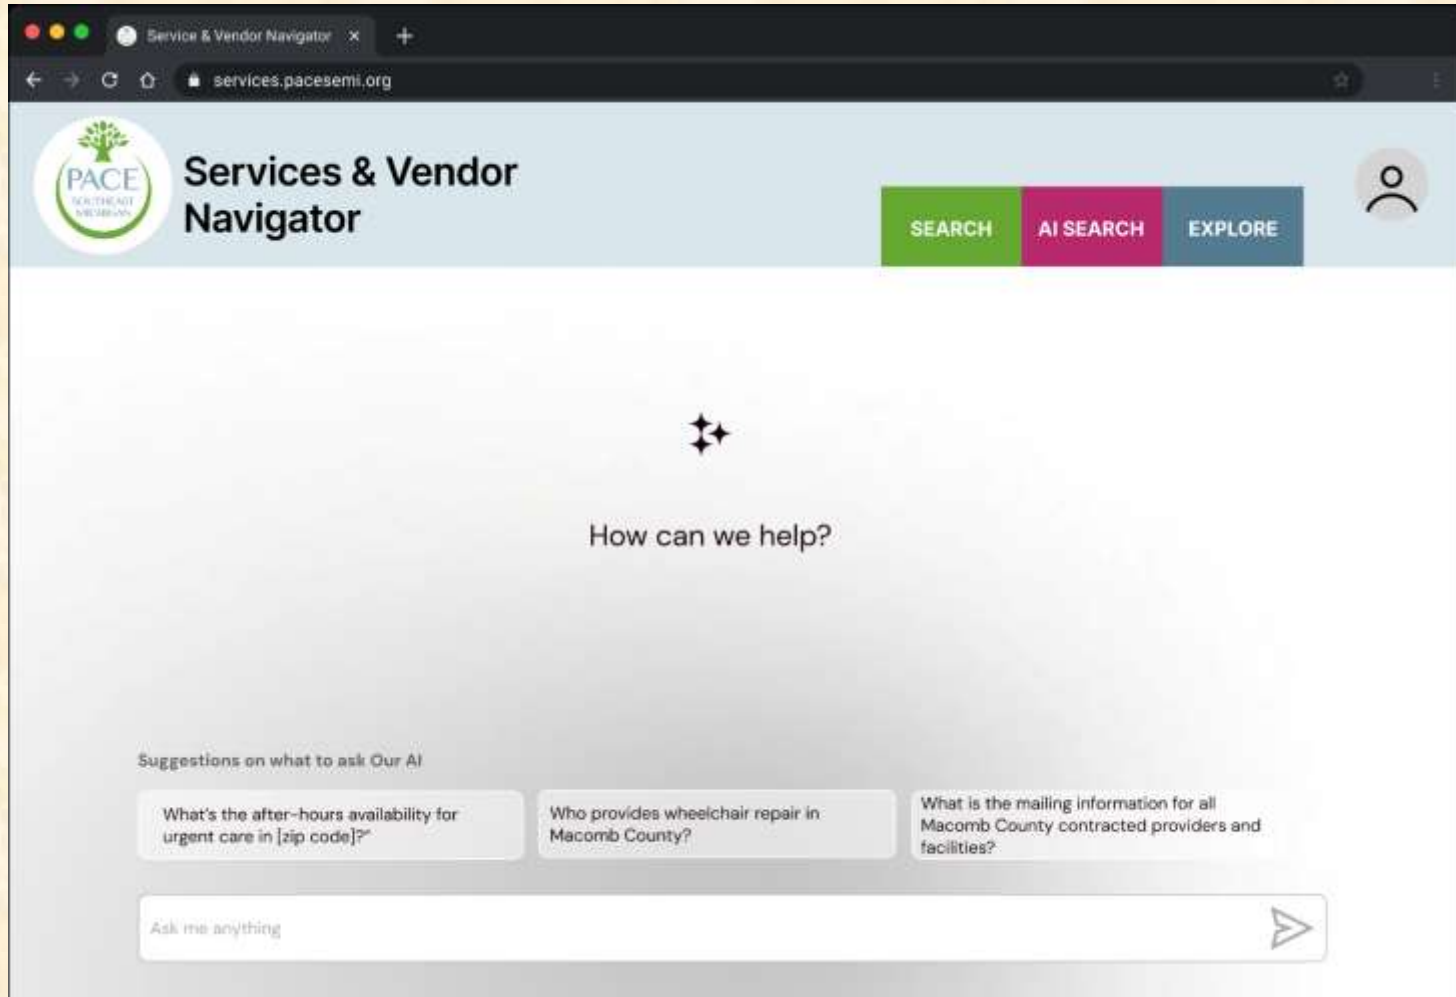 Service & Vendor Navigator
services.pacesemi.org
PACE
SOUTHEAST
MICHIGAN
Services & Vendor
Navigator
SEARCH
AI SEARCH
EXPLORE
How can we help?
Suggestions on what to ask Our AI
What's the after-hours availability for
urgent care in [zip code]?"
Who provides wheelchair repair in
Macomb County?
What is the mailing information for all
Macomb County contracted providers and
facilities?
Ask me anything